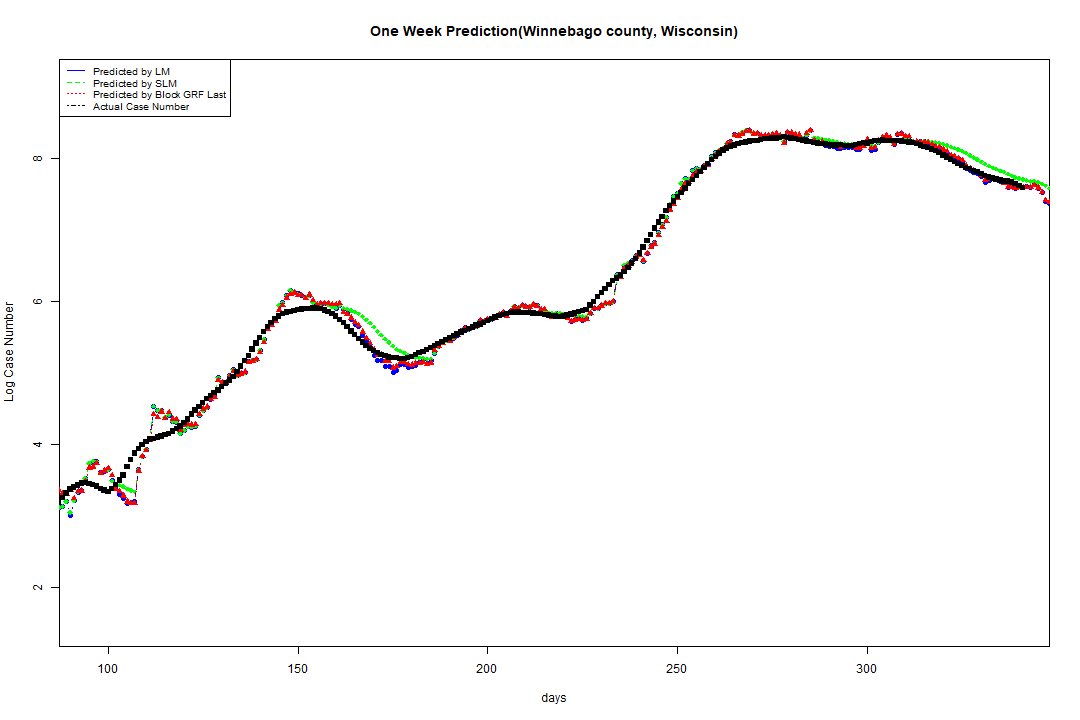 One Week Prediction(Winnebago county, Wisconsin)
Predicted by LM
Predicted by SLM
Predicted by Block GRF Last
Actual Case Number
Log Case Number
8
6
4
2
100 150 200 250 300
days